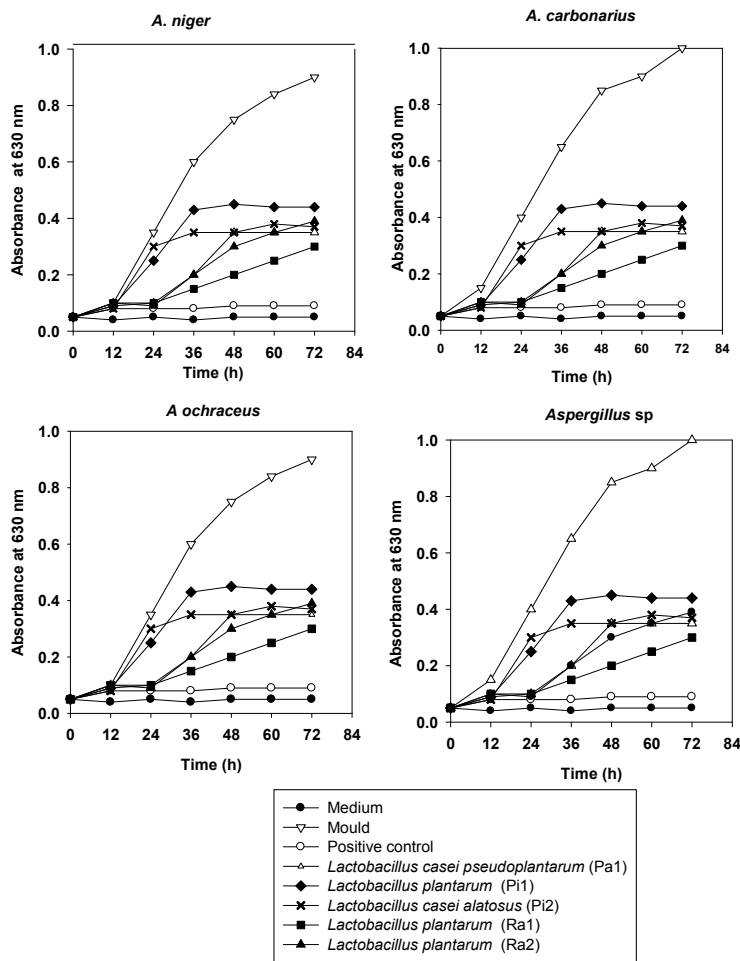 A. niger
A. carbonarius
1.0
0.8
0.6
0.4
0.2
0.0
Absorbance at 630 nm
0 12 24 36 48 60 72 84
Time (h)
1.0
0.8
0.6
0.4
0.2
0.0
Absorbance at 630 nm
0 12 24 36 48 60 72 84
Time (h)
A ochraceus
Aspergillus sp
1.0
0.8
0.6
0.4
0.2
0.0
Absorbance at 630 nm
0 12 24 36 48 60 72 84
Time (h)
1.0
0.8
0.6
0.4
0.2
0.0
Absorbance at 630 nm
0 12 24 36 48 60 72 84
Time (h)
Medium
Mould
Positive control
Lactobacillus casei pseudoplantarum (Pa1)
Lactobacillus plantarum (Pi1)
Lactobacillus casei alatosus (Pi2)
Lactobacillus plantarum (Ra1)
Lactobacillus plantarum (Ra2)